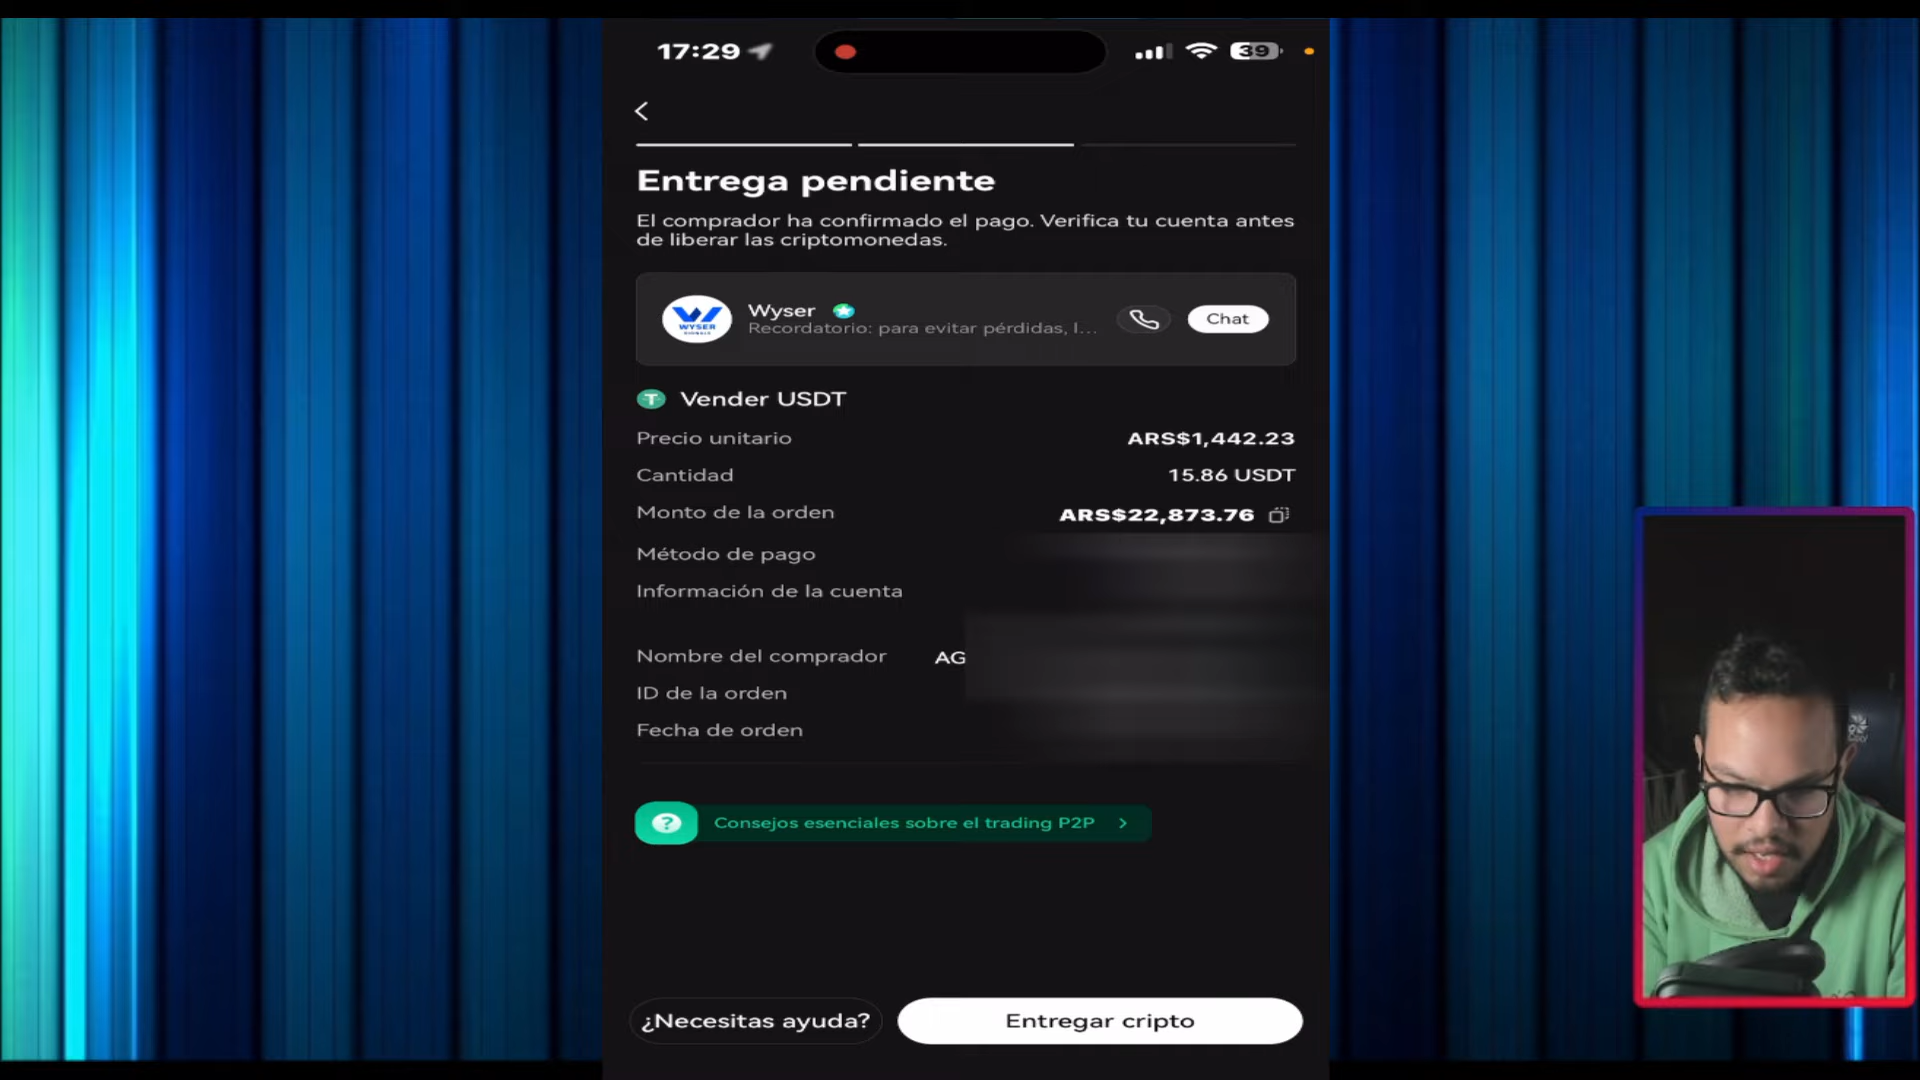 17:29
39
Entrega pendiente
El comprador ha confirmado el pago. Verifica tu cuenta antes
de liberar las criptomonedas.
WYSER
Wyser
Recordatorio: para evitar pérdidas, l...
Chat
Vender USDT
Precio unitario ARS$1,442.23
Cantidad 15.86 USDT
Monto de la orden ARS$22,873.76
Método de pago
Información de la cuenta
Nombre del comprador AG
ID de la orden
Fecha de orden
Consejos esenciales sobre el trading P2P
¿Necesitas ayuda? Entregar cripto